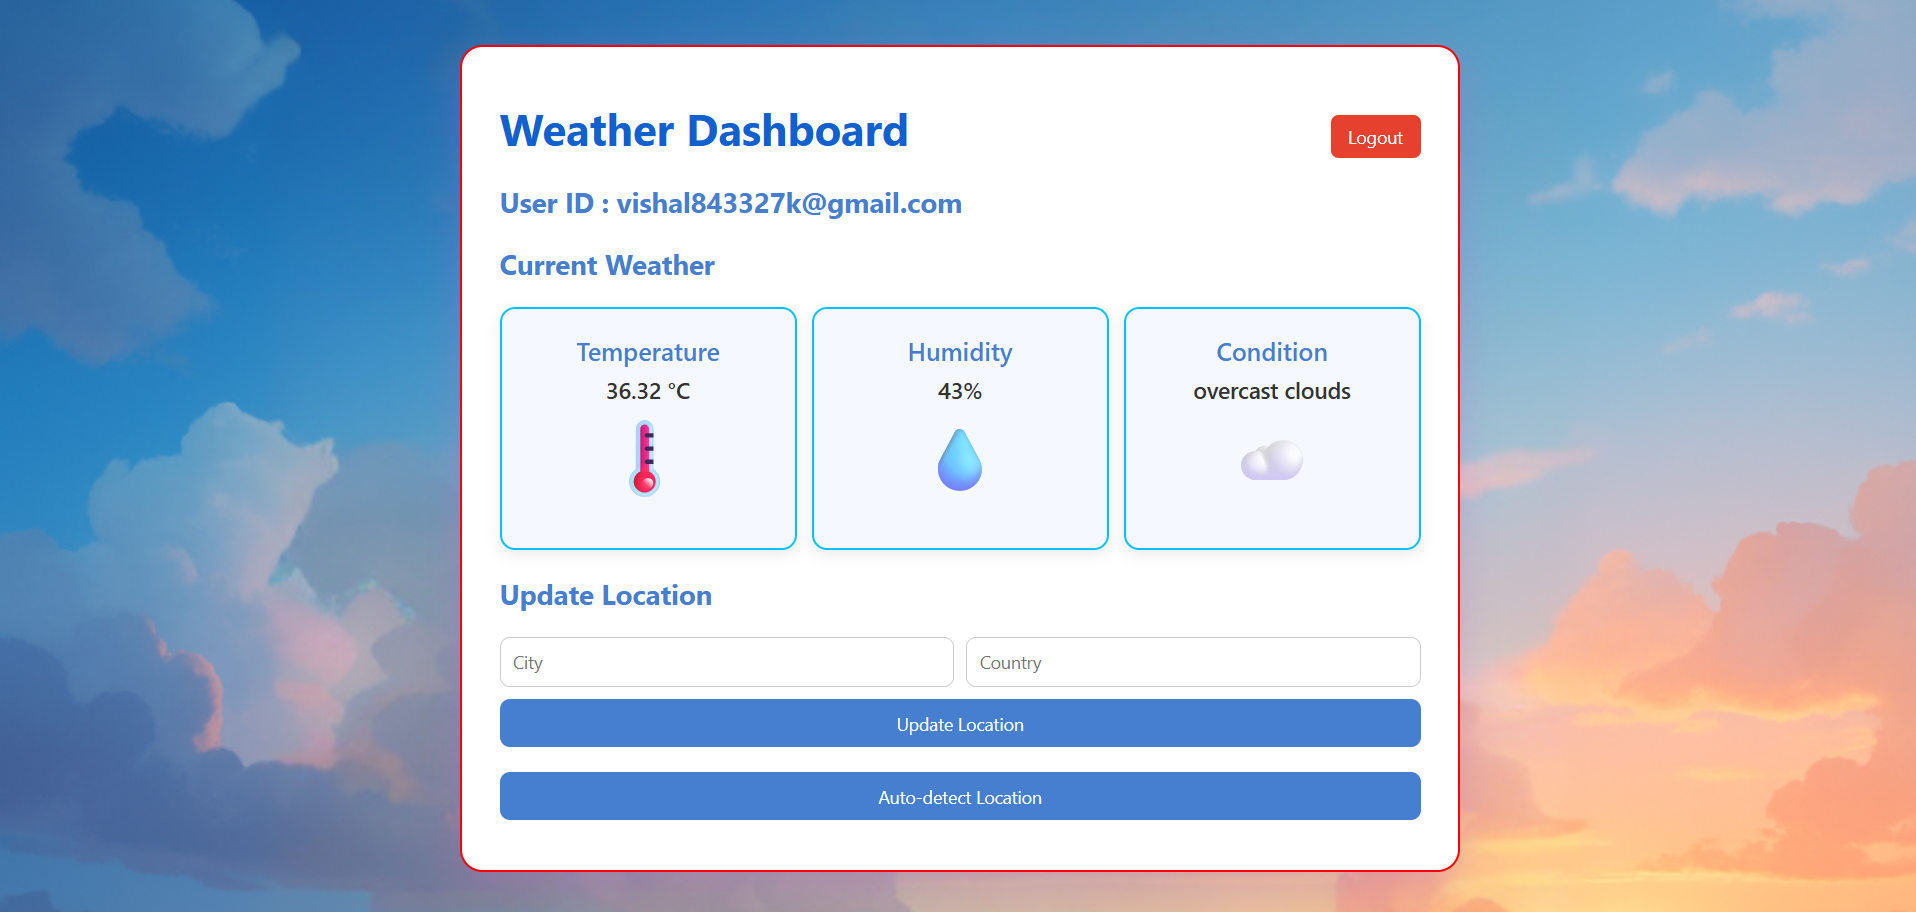 Weather Dashboard
Logout
User ID : vishal843327k@gmail.com
Current Weather
Temperature
36.32 °C
Humidity
43%
Condition
overcast clouds
Update Location
City
Country
Update Location
Auto-detect Location